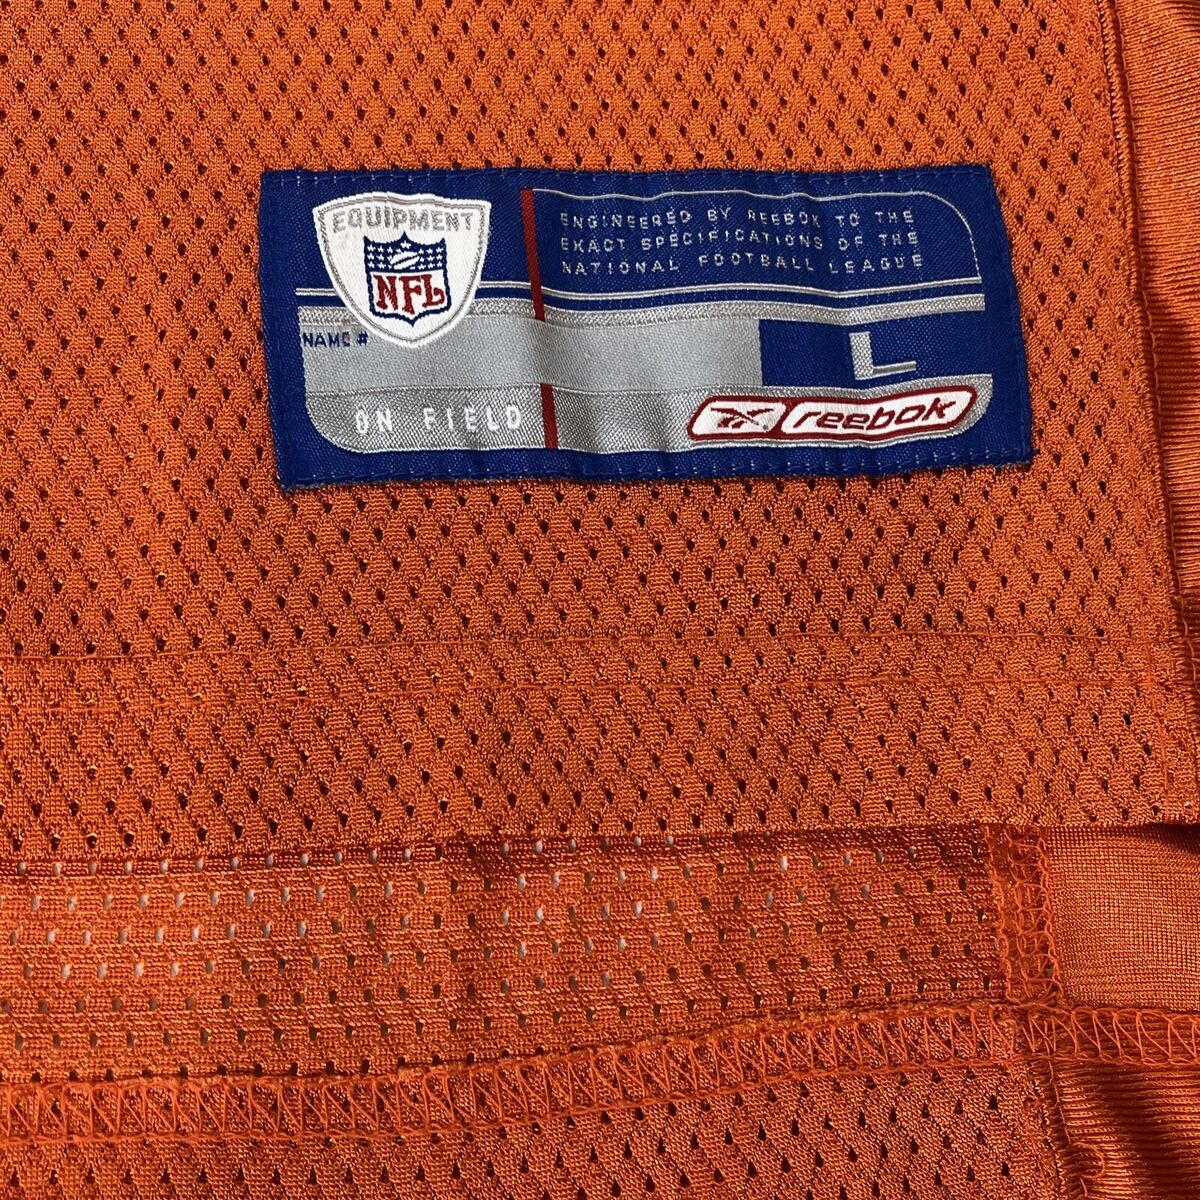 EQUIPMENT
NFL
ENGINEERED BY REEBOK TO THE
EXACT SPECIFICATIONS OF THE
NATIONAL FOOTBALL LEAGUE
NAME #
L
ON FIELD
reebok